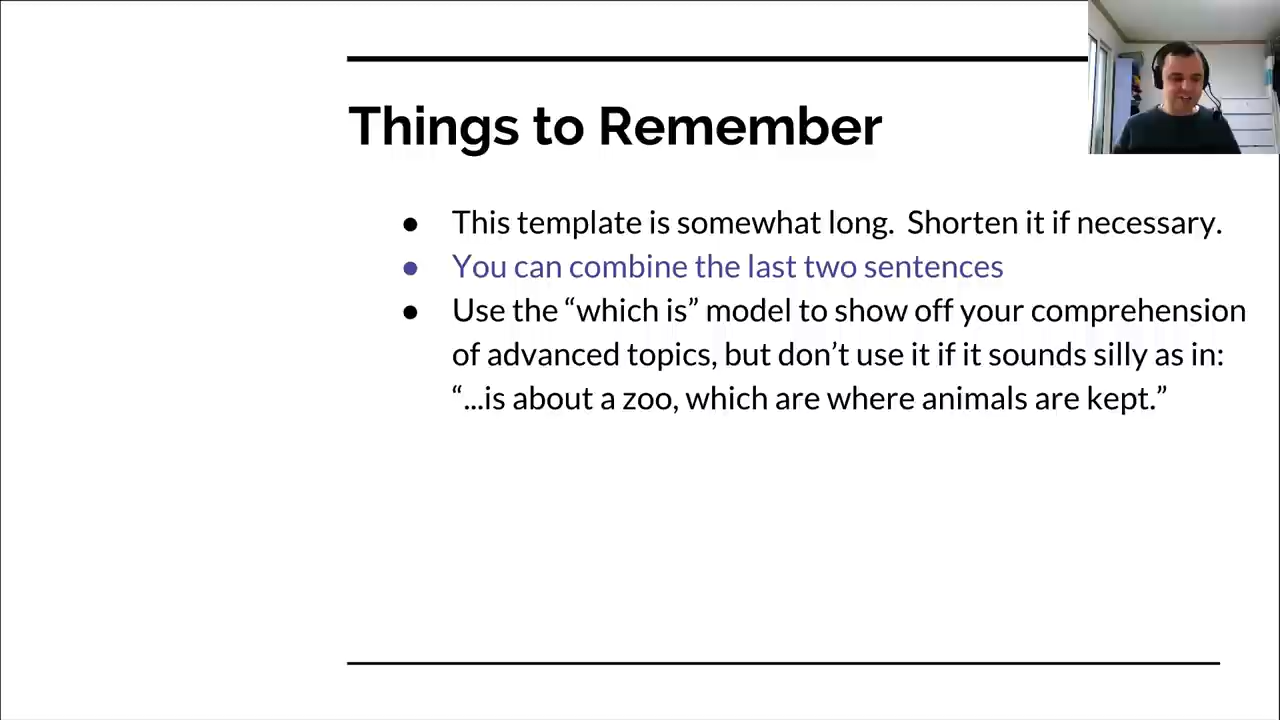 Things to Remember
● This template is somewhat long.  Shorten it if necessary.
● You can combine the last two sentences
● Use the “which is” model to show off your comprehension
of advanced topics, but don’t use it if it sounds silly as in:
“...is about a zoo, which are where animals are kept.”